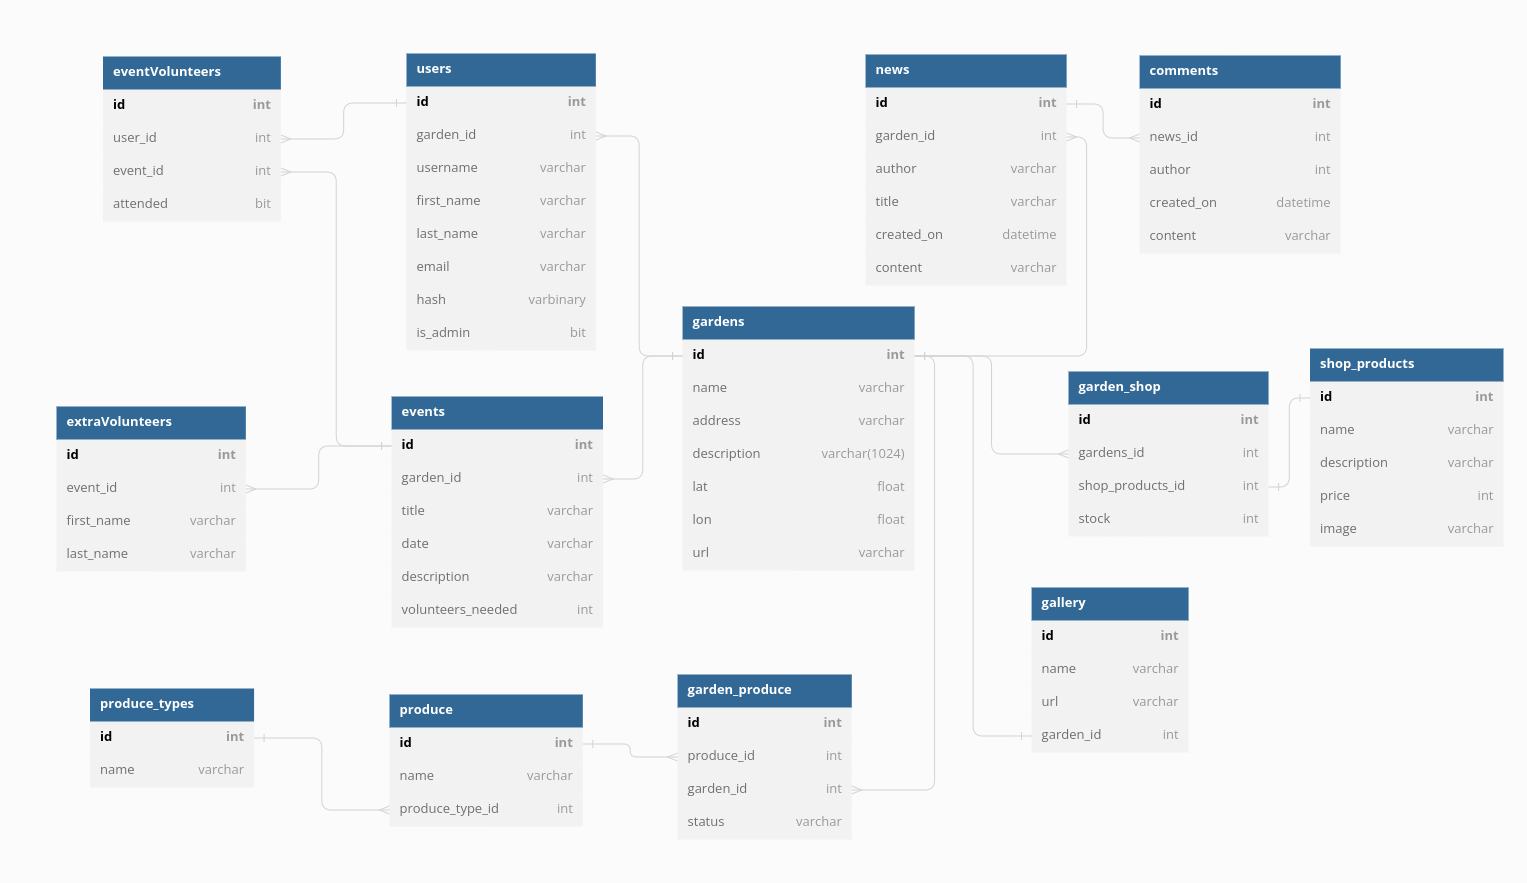 eventVolunteers
id int
user_id int
event_id int
attended bit
users
id int
garden_id int
username varchar
first_name varchar
last_name varchar
email varchar
hash varbinary
is_admin bit
news
id int
garden_id int
author varchar
title varchar
created_on datetime
content varchar
comments
id int
news_id int
author int
created_on datetime
content varchar
gardens
id int
name varchar
address varchar
description varchar(1024)
lat float
lon float
url varchar
garden_shop
id int
gardens_id int
shop_products_id int
stock int
shop_products
id int
name varchar
description varchar
price int
image varchar
extraVolunteers
id int
event_id int
first_name varchar
last_name varchar
events
id int
garden_id int
title varchar
date varchar
description varchar
volunteers_needed int
gallery
id int
name varchar
url varchar
garden_id int
produce_types
id int
name varchar
produce
id int
name varchar
produce_type_id int
garden_produce
id int
produce_id int
garden_id int
status varchar